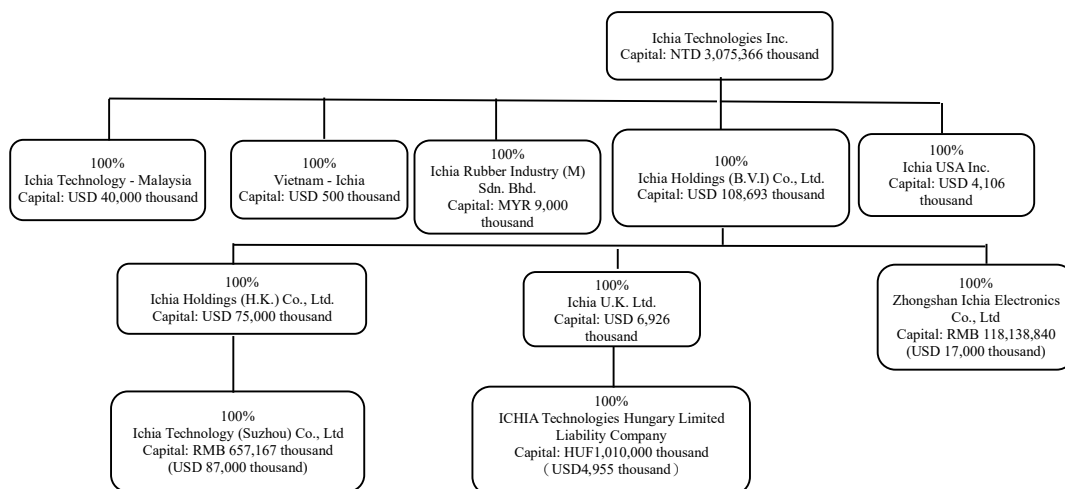 Ichia Technologies Inc.
Capital: NTD 3,075,366 thousand
100%
Ichia Technology - Malaysia
Capital: USD 40,000 thousand
100%
Vietnam - Ichia
Capital: USD 500 thousand
100%
Ichia Rubber Industry (M)
Sdn. Bhd.
Capital: MYR 9,000
thousand
100%
Ichia Holdings (B.V.I) Co., Ltd.
Capital: USD 108,693 thousand
100%
Ichia USA Inc.
Capital: USD 4,106
thousand
100%
Ichia Holdings (H.K.) Co., Ltd.
Capital: USD 75,000 thousand
100%
Ichia U.K. Ltd.
Capital: USD 6,926
thousand
100%
Zhongshan Ichia Electronics
Co., Ltd
Capital: RMB 118,138,840
(USD 17,000 thousand)
100%
Ichia Technology (Suzhou) Co., Ltd
Capital: RMB 657,167 thousand
(USD 87,000 thousand)
100%
ICHIA Technologies Hungary Limited
Liability Company
Capital: HUF1,010,000 thousand
（USD4,955 thousand）